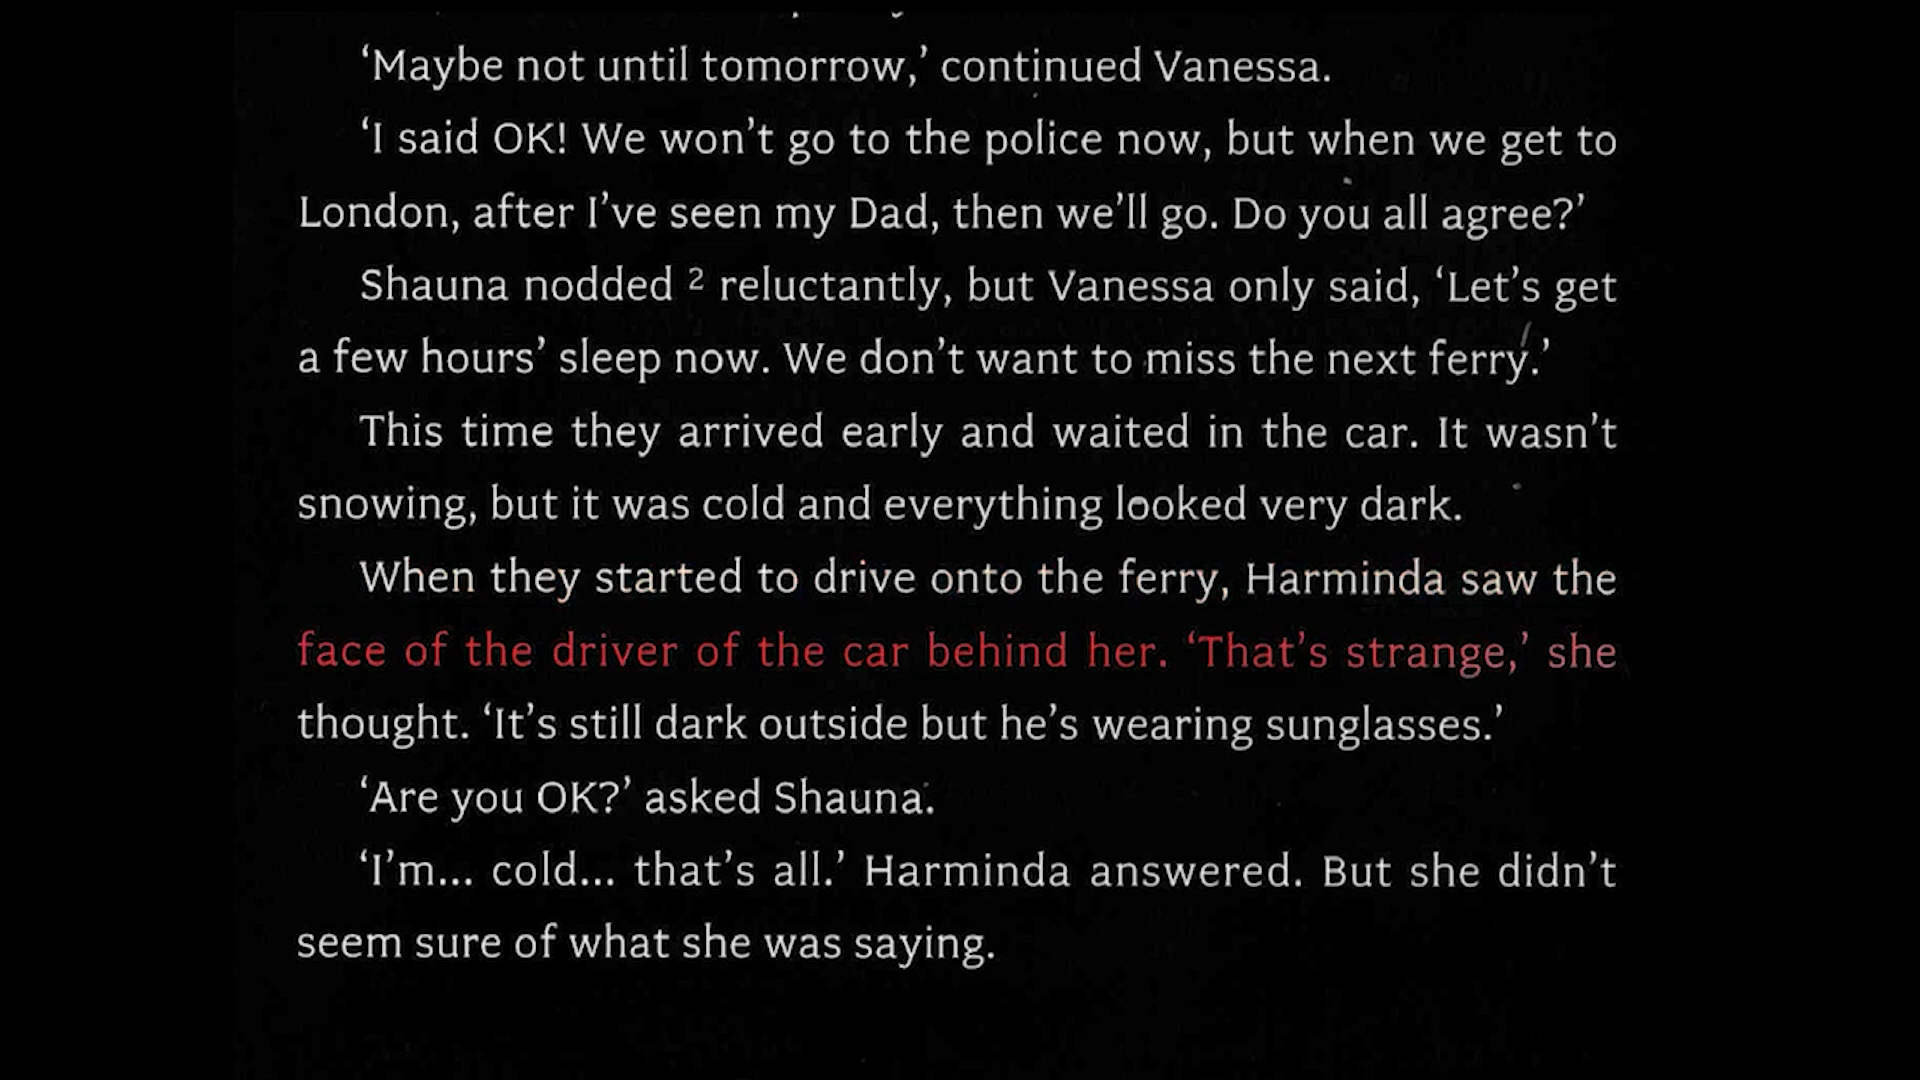 ‘Maybe not until tomorrow,’ continued Vanessa.
‘I said OK! We won’t go to the police now, but when we get to
London, after I’ve seen my Dad, then we’ll go. Do you all agree?’
Shauna nodded ² reluctantly, but Vanessa only said, ‘Let’s get
a few hours’ sleep now. We don’t want to miss the next ferry.’
This time they arrived early and waited in the car. It wasn’t
snowing, but it was cold and everything looked very dark.
When they started to drive onto the ferry, Harminda saw the
face of the driver of the car behind her. ‘That’s strange,’ she
thought. ‘It’s still dark outside but he’s wearing sunglasses.’
‘Are you OK?’ asked Shauna.
‘I’m... cold... that’s all.’ Harminda answered. But she didn’t
seem sure of what she was saying.